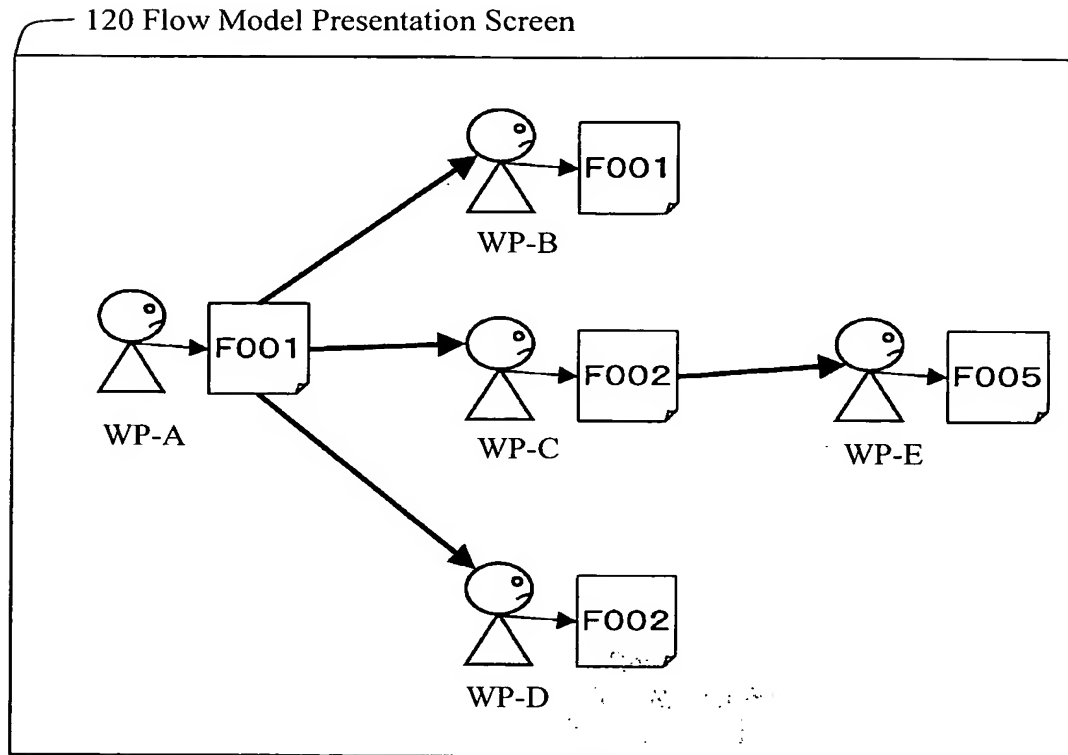 120 Flow Model Presentation Screen
F001
WP-B
F001
WP-A
F002
WP-C
F005
WP-E
F002
WP-D